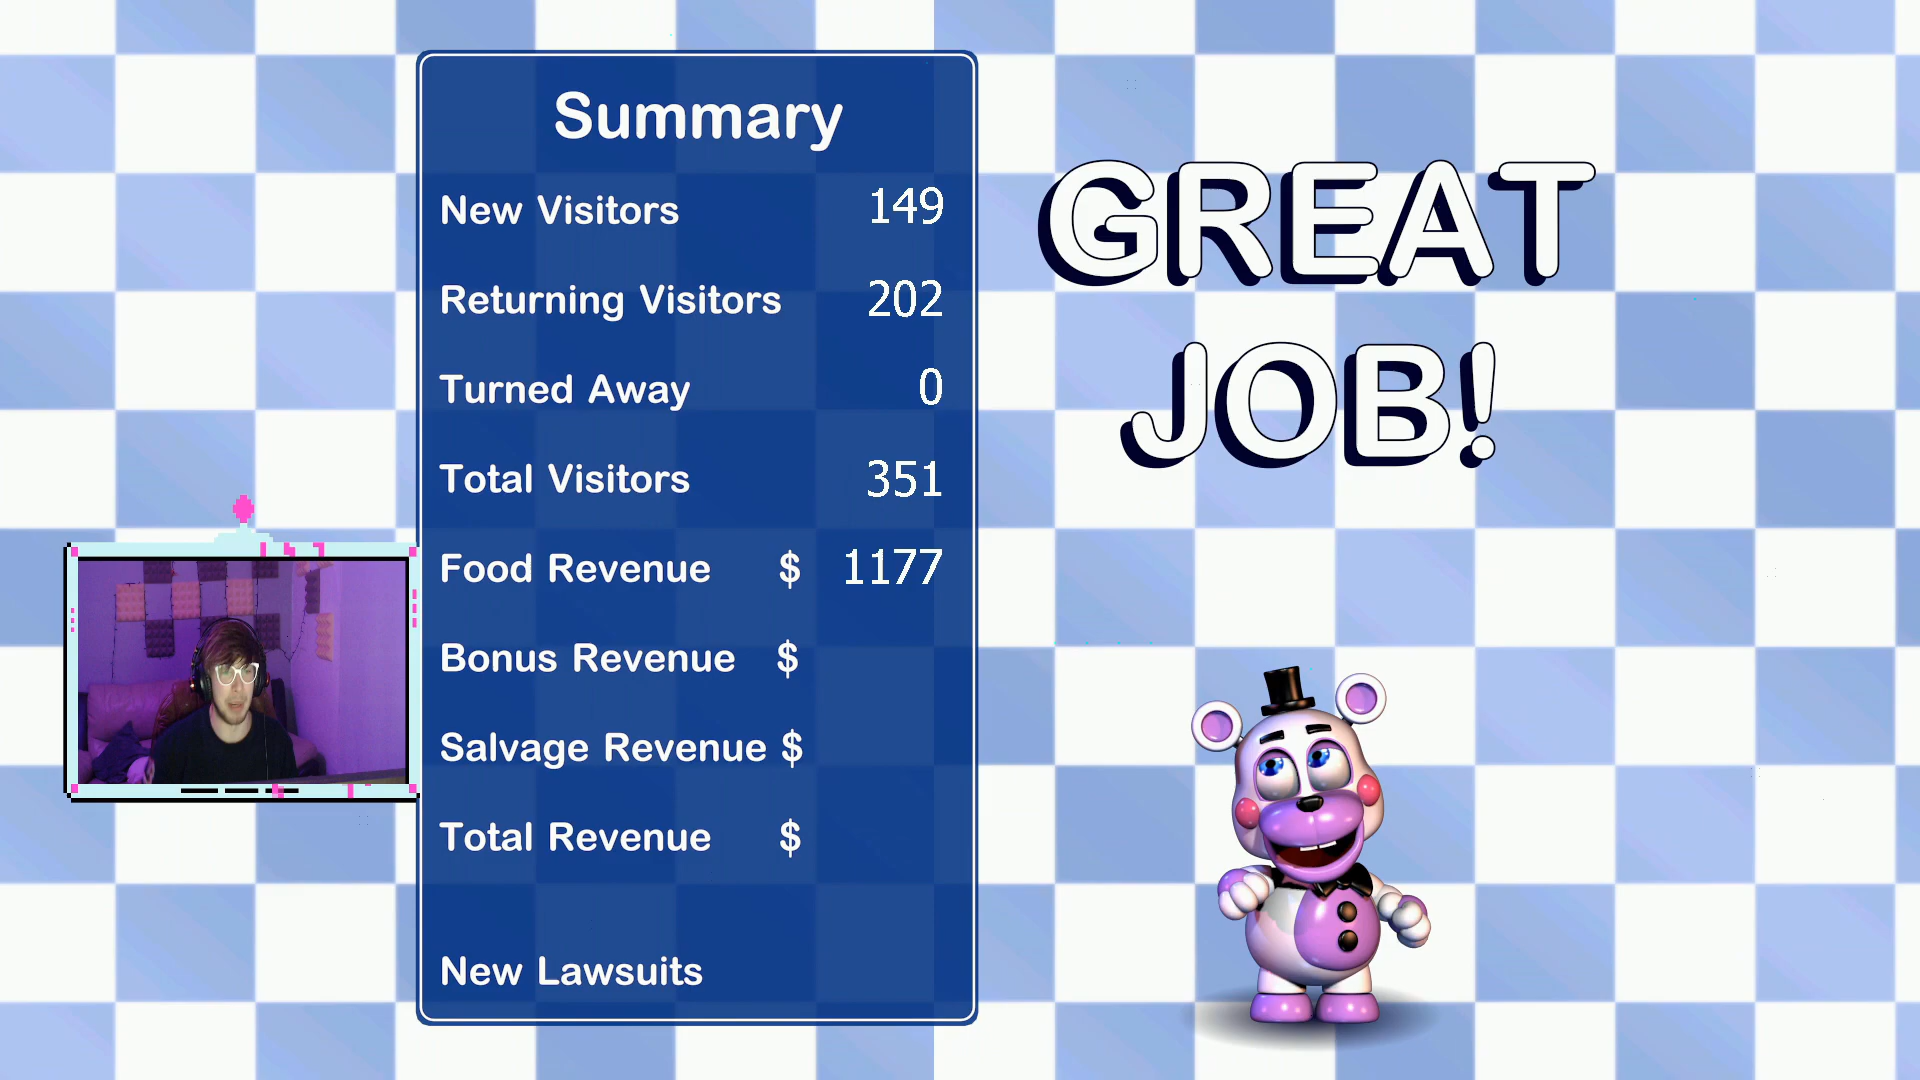 Summary
New Visitors 149
Returning Visitors 202
Turned Away 0
Total Visitors 351
Food Revenue $ 1177
Bonus Revenue $
Salvage Revenue $
Total Revenue $
New Lawsuits
GREAT
JOB!